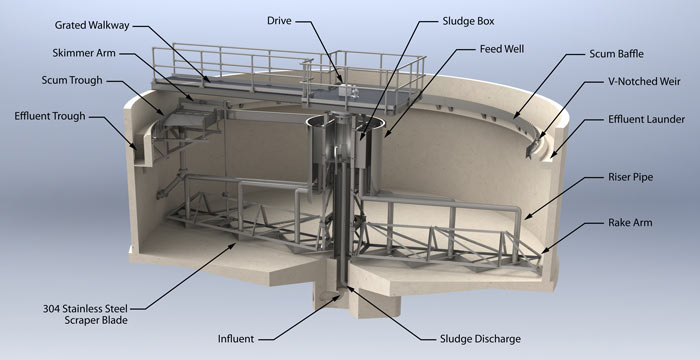 Grated Walkway
Drive
Sludge Box
Skimmer Arm
Feed Well
Scum Baffle
Scum Trough
V-Notched Weir
Effluent Trough
Effluent Launder
Riser Pipe
Rake Arm
304 Stainless Steel
Scraper Blade
Influent
Sludge Discharge